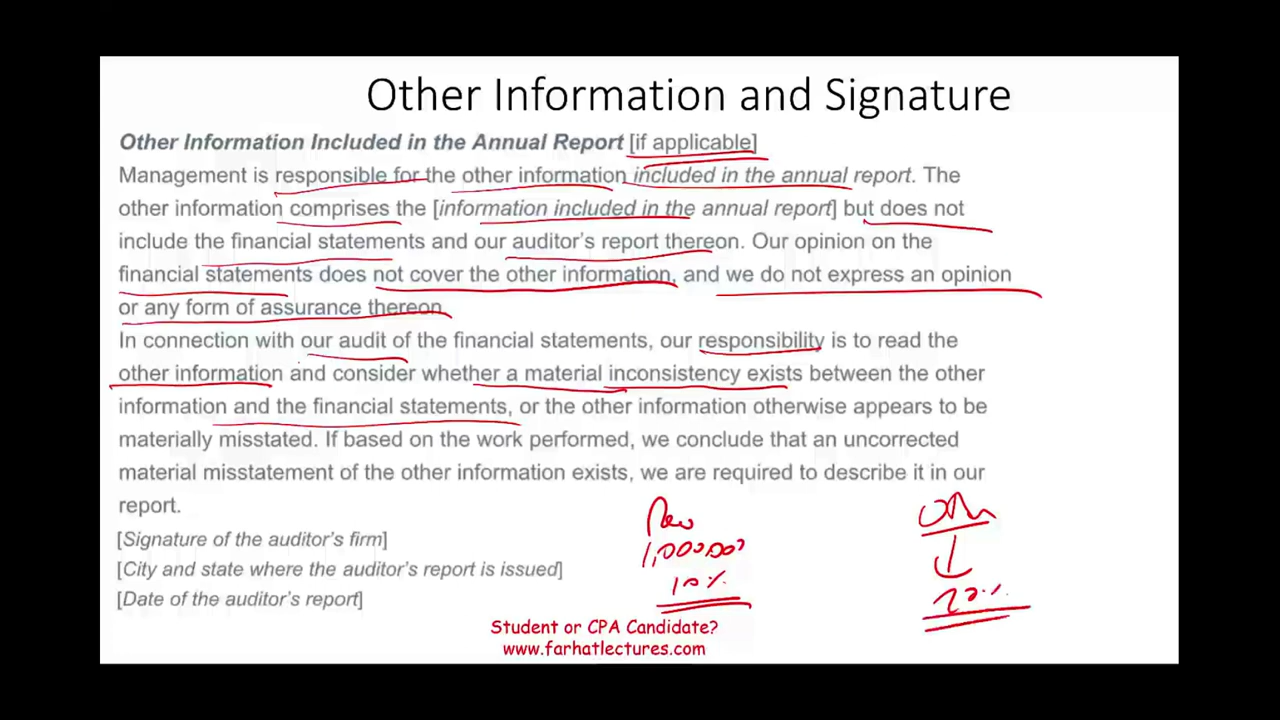 Other Information and Signature
Other Information Included in the Annual Report [if applicable]
Management is responsible for the other information included in the annual report. The
other information comprises the [information included in the annual report] but does not
include the financial statements and our auditor's report thereon. Our opinion on the
financial statements does not cover the other information, and we do not express an opinion
or any form of assurance thereon.
In connection with our audit of the financial statements, our responsibility is to read the
other information and consider whether a material inconsistency exists between the other
information and the financial statements, or the other information otherwise appears to be
materially misstated. If based on the work performed, we conclude that an uncorrected
material misstatement of the other information exists, we are required to describe it in our
report.
[Signature of the auditor's firm]
[City and state where the auditor's report is issued]
[Date of the auditor's report]
Rev
1,000000
10%
20%
Student or CPA Candidate?
www.farhatlectures.com